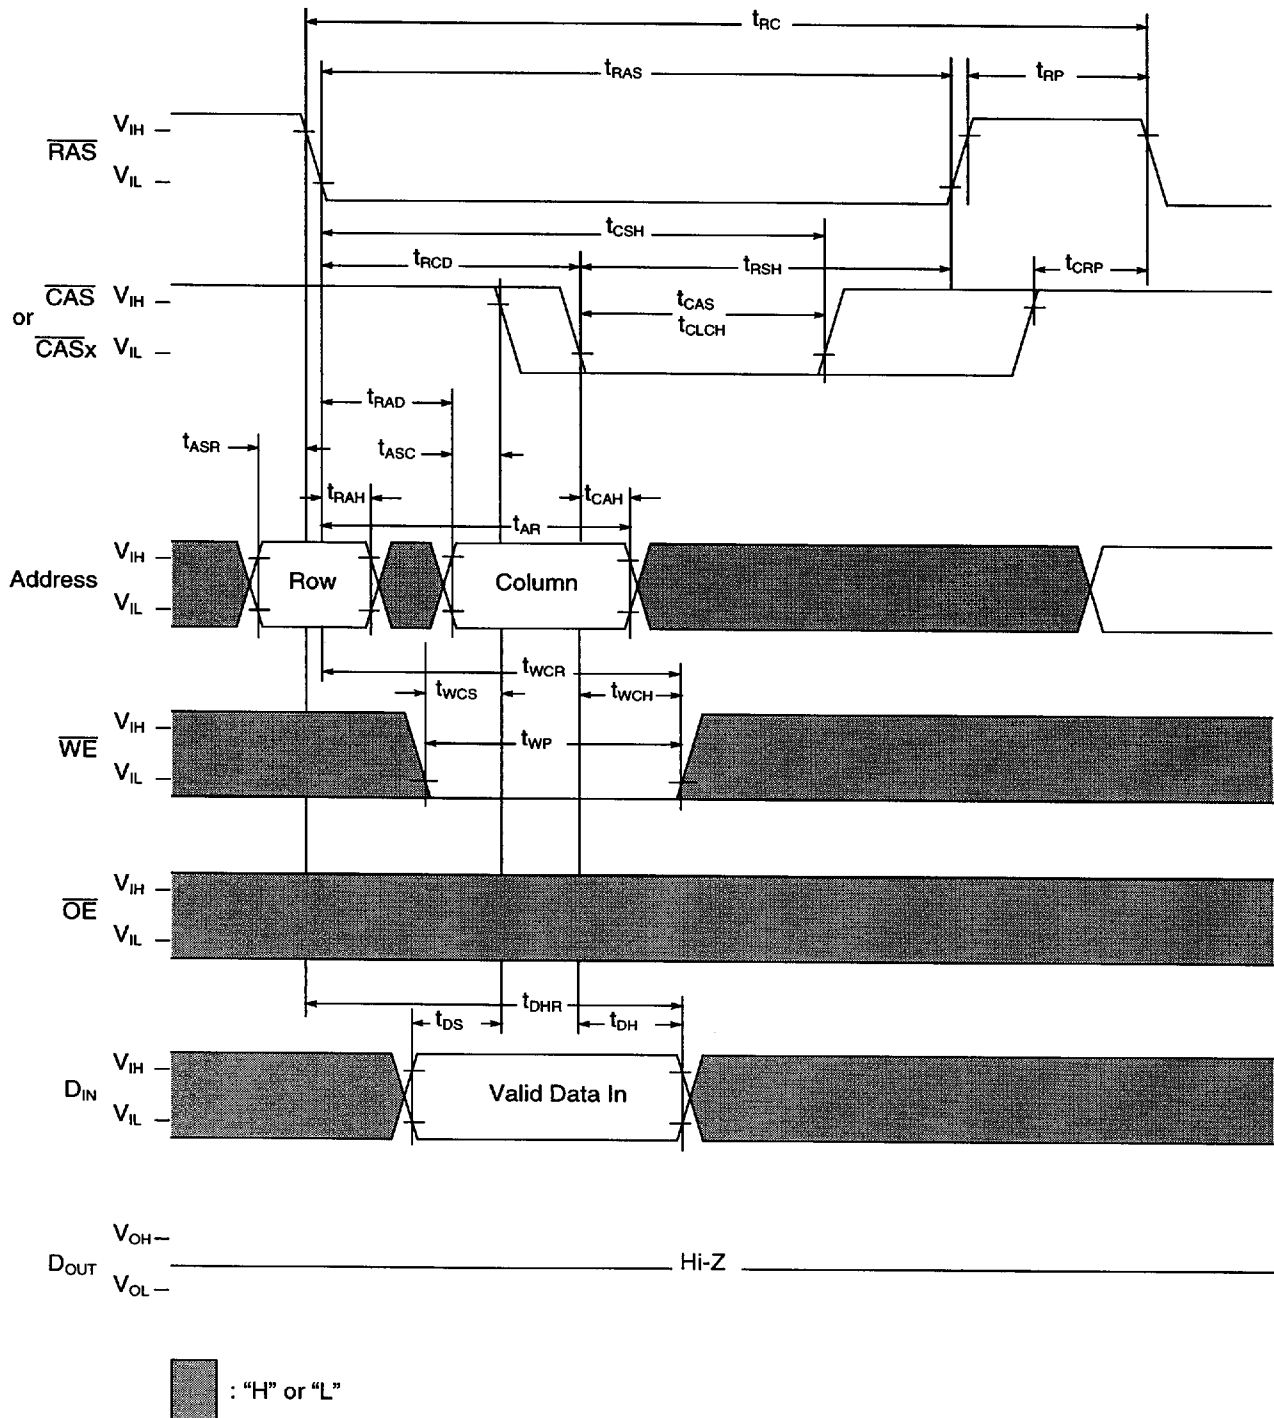 tRC
tRAS
tRP
RAS
VIH
VIL
tCSH
tRCD
tRSH
tCRP
CAS
or
CASx
VIH
VIL
tCAS
tCLCH
tRAD
tASR
tASC
tRAH
tCAH
tAR
Address
VIH
VIL
Row
Column
tWCR
tWCS
tWCH
WE
VIH
VIL
tWP
OE
VIH
VIL
tDHR
tDS
tDH
DIN
VIH
VIL
Valid Data In
DOUT
VOH
VOL
Hi-Z
: “H” or “L”